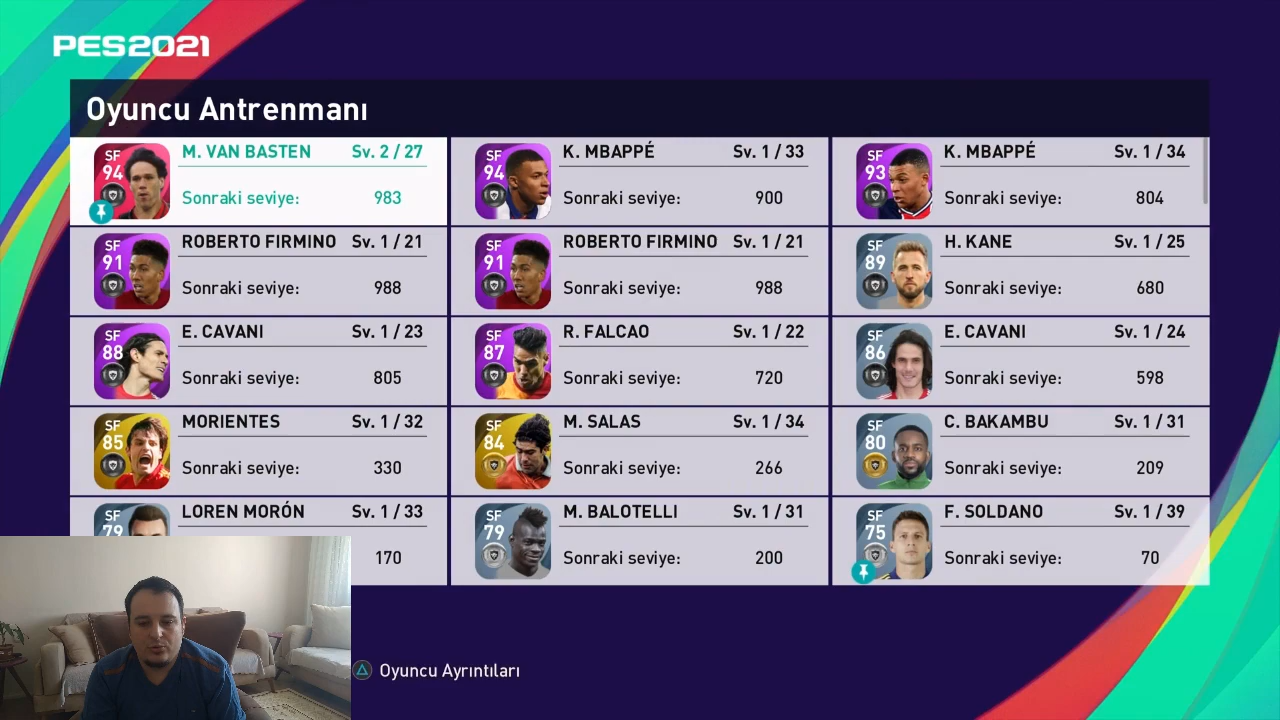 PES2021
Oyuncu Antrenmanı
SF 94 M. VAN BASTEN Sv. 2 / 27
Sonraki seviye: 983
SF 94 K. MBAPPÉ Sv. 1 / 33
Sonraki seviye: 900
SF 93 K. MBAPPÉ Sv. 1 / 34
Sonraki seviye: 804
SF 91 ROBERTO FIRMINO Sv. 1 / 21
Sonraki seviye: 988
SF 91 ROBERTO FIRMINO Sv. 1 / 21
Sonraki seviye: 988
SF 89 H. KANE Sv. 1 / 25
Sonraki seviye: 680
SF 88 E. CAVANI Sv. 1 / 23
Sonraki seviye: 805
SF 87 R. FALCAO Sv. 1 / 22
Sonraki seviye: 720
SF 86 E. CAVANI Sv. 1 / 24
Sonraki seviye: 598
SF 85 MORIENTES Sv. 1 / 32
Sonraki seviye: 330
SF 84 M. SALAS Sv. 1 / 34
Sonraki seviye: 266
SF 80 C. BAKAMBU Sv. 1 / 31
Sonraki seviye: 209
SF 79 LOREN MORÓN Sv. 1 / 33
170
SF 79 M. BALOTELLI Sv. 1 / 31
Sonraki seviye: 200
SF 75 F. SOLDANO Sv. 1 / 39
Sonraki seviye: 70
Oyuncu Ayrıntıları